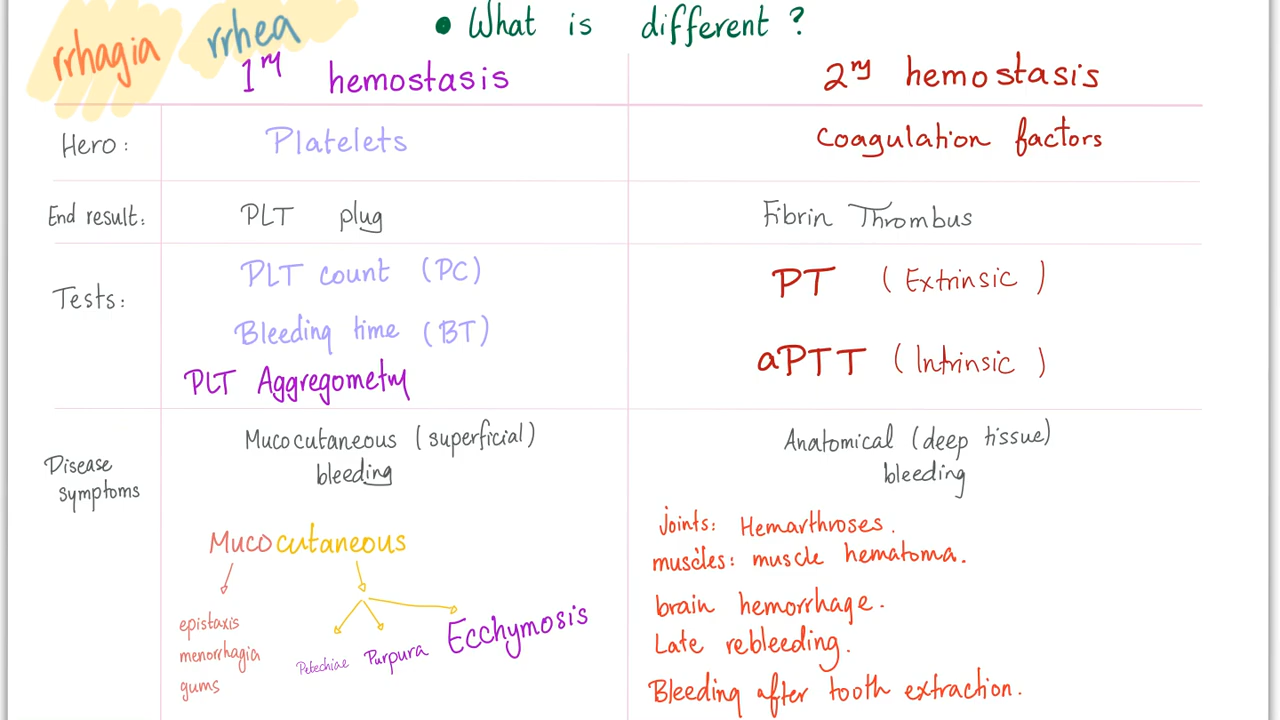 rrhagia rrhea
• What is different ?
1ry hemostasis 2ry hemostasis
Hero: Platelets Coagulation factors
End result: PLT plug Fibrin Thrombus
Tests: PLT count (PC) PT (Extrinsic)
Bleeding time (BT)
PLT Aggregometry aPTT (Intrinsic)
Disease symptoms
Mucocutaneous (superficial)
bleeding
Anatomical (deep tissue)
bleeding
Mucocutaneous
epistaxis
menorrhagia
gums
Petechiae Purpura Ecchymosis
joints: Hemarthroses.
muscles: muscle hematoma.
brain hemorrhage.
Late rebleeding.
Bleeding after tooth extraction.